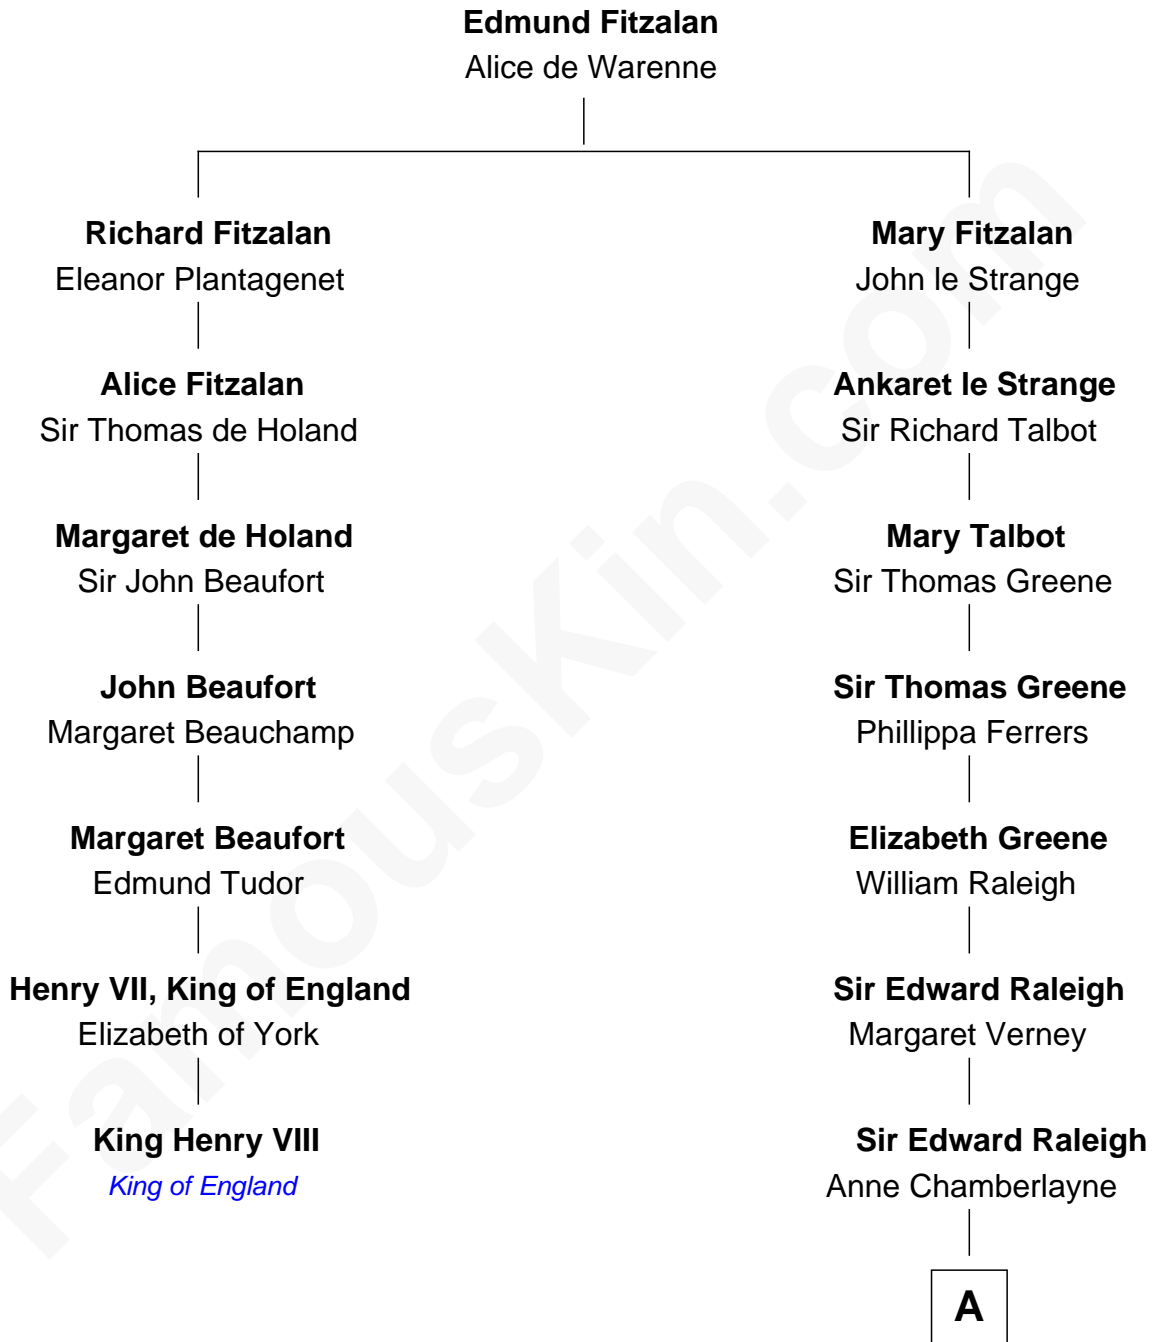 Edmund Fitzalan
Alice de Warenne
Richard Fitzalan
Eleanor Plantagenet
Alice Fitzalan
Sir Thomas de Holand
Margaret de Holand
Sir John Beaufort
John Beaufort
Margaret Beauchamp
Margaret Beaufort
Edmund Tudor
Henry VII, King of England
Elizabeth of York
King Henry VIII
King of England
Mary Fitzalan
John le Strange
Ankaret le Strange
Sir Richard Talbot
Mary Talbot
Sir Thomas Greene
Sir Thomas Greene
Phillippa Ferrers
Elizabeth Greene
William Raleigh
Sir Edward Raleigh
Margaret Verney
Sir Edward Raleigh
Anne Chamberlayne
A
FamousKin.com